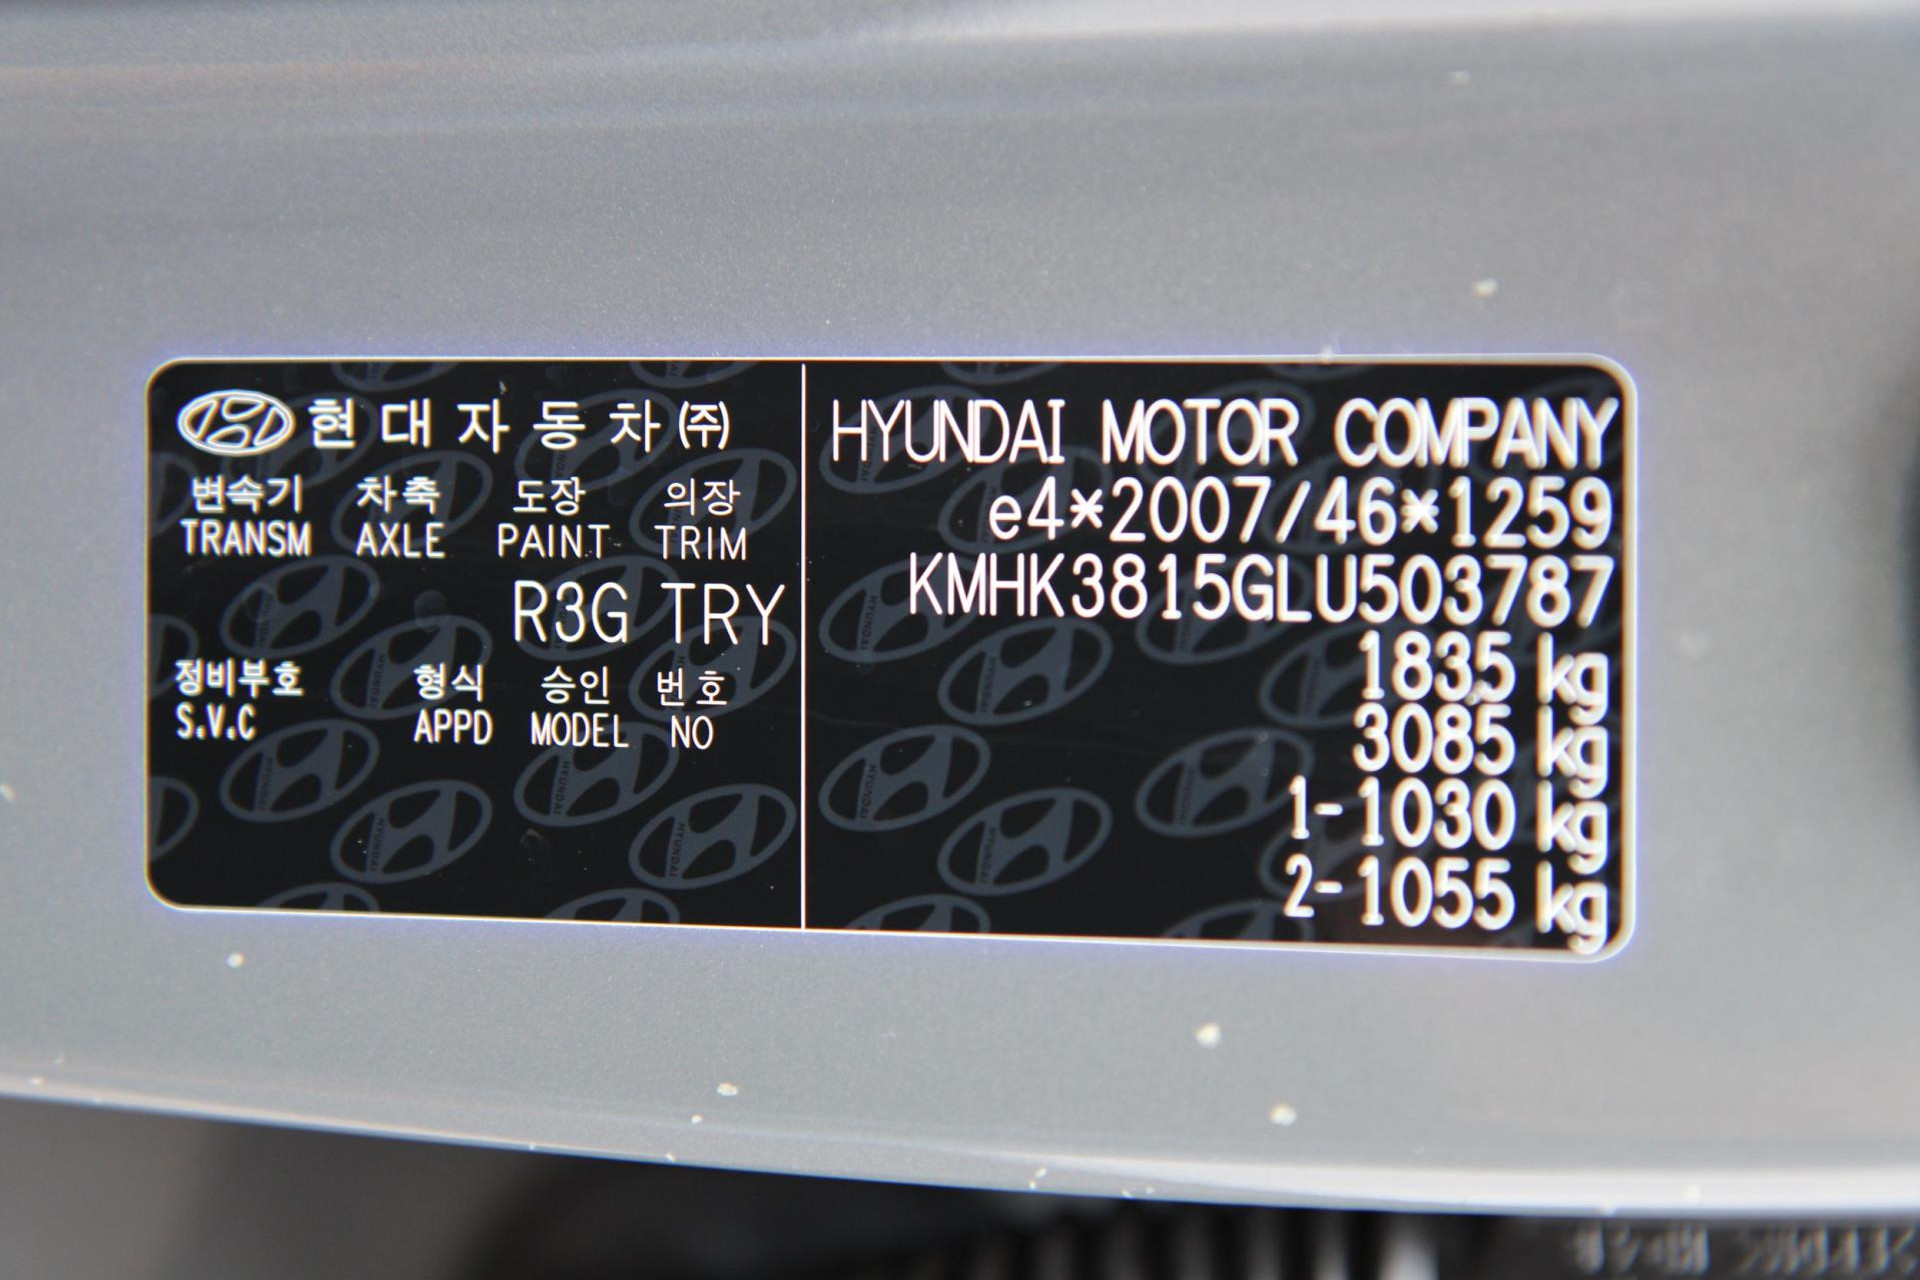 현대자동차(주)
변속기 차축 도장 의장
TRANSM AXLE PAINT TRIM
R3G TRY
정비부호 형식 승인 번호
S.V.C APPD MODEL NO
HYUNDAI MOTOR COMPANY
e4*2007/46*1259
KMHK3815GLU503787
1835 kg
3085 kg
1-1030 kg
2-1055 kg